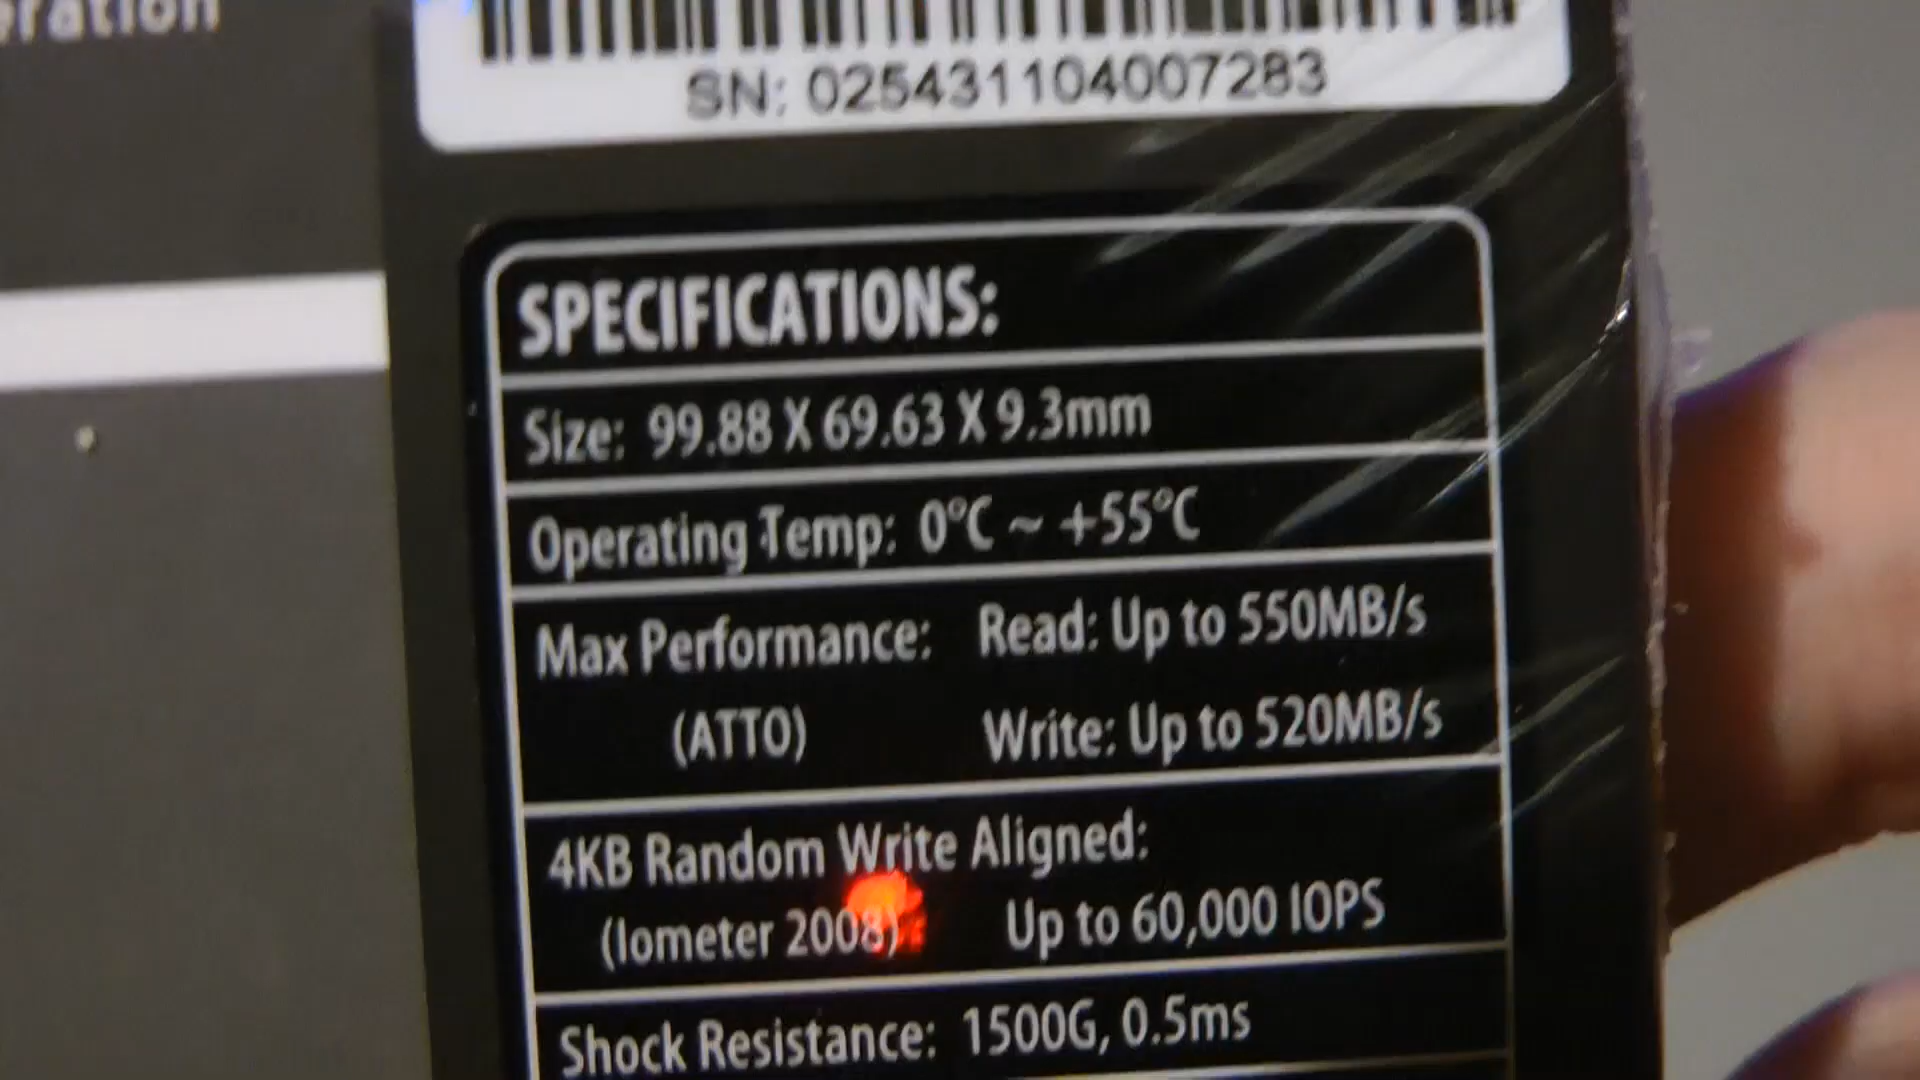 SN: 025431104007283
SPECIFICATIONS:
Size: 99.88 X 69.63 X 9.3mm
Operating Temp: 0°C ~ +55°C
Max Performance: Read: Up to 550MB/s
(ATTO) Write: Up to 520MB/s
4KB Random Write Aligned:
(Iometer 2008) Up to 60,000 IOPS
Shock Resistance: 1500G, 0.5ms